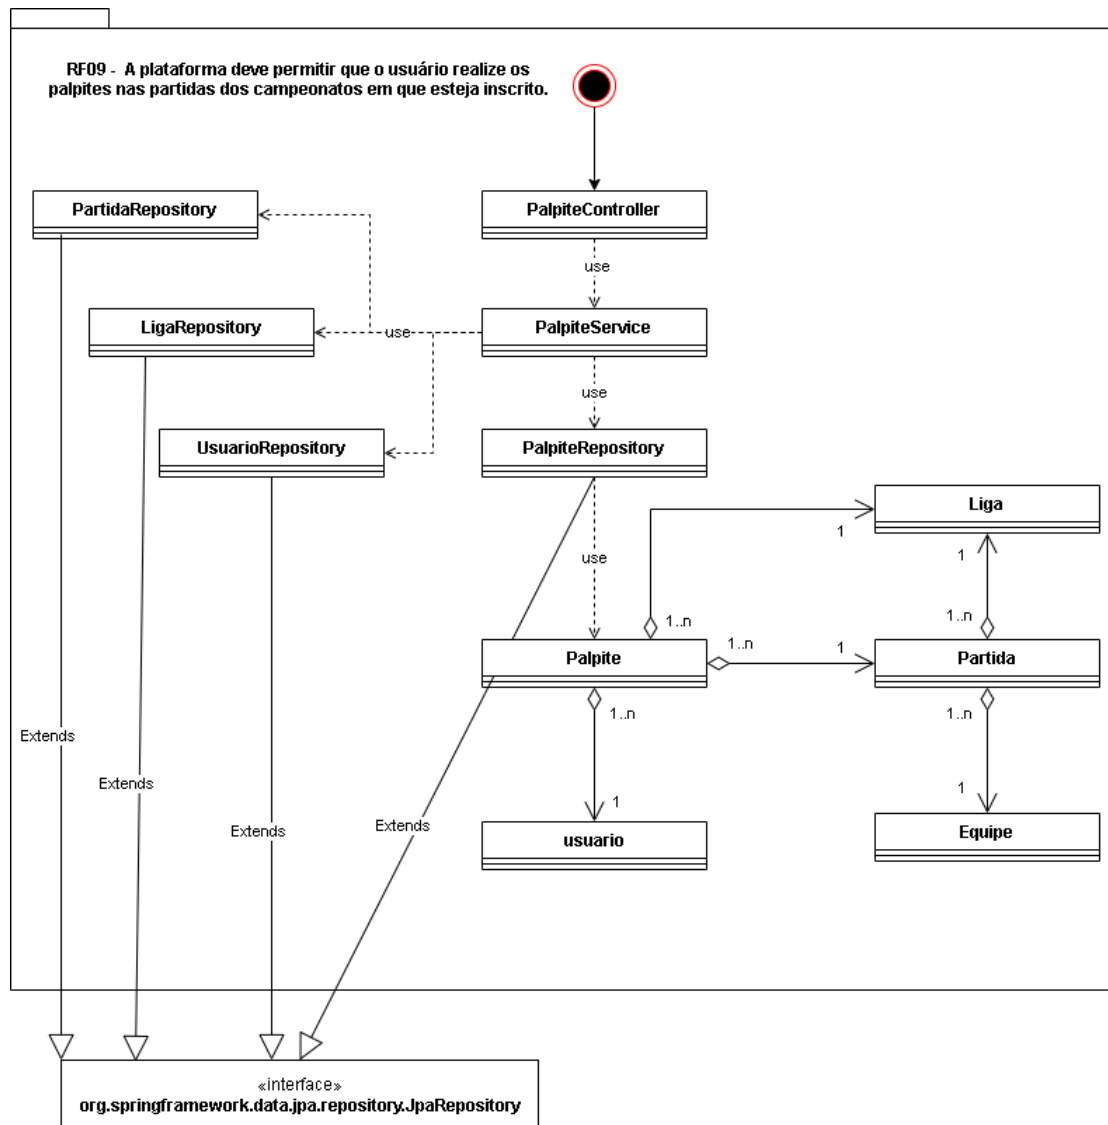 RF09 -  A plataforma deve permitir que o usuário realize os
palpites nas partidas dos campeonatos em que esteja inscrito.
PartidaRepository
PalpiteController
use
LigaRepository
use
PalpiteService
use
UsuarioRepository
PalpiteRepository
Liga
1
1
use
1..n
1..n
1..n
1
Palpite
Partida
1..n
1..n
Extends
Extends
1
1
Extends
Extends
usuario
Equipe
«interface»
org.springframework.data.jpa.repository.JpaRepository